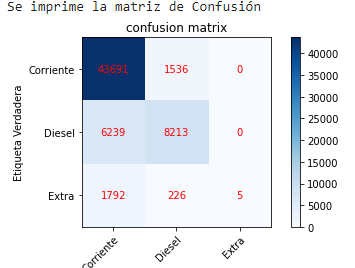 Se imprime la matriz de Confusión
confusion matrix
Corriente 43691 1536 0
Diesel 6239 8213 0
Extra 1792 226 5
Etiqueta Verdadera
Corriente Diesel Extra
40000
35000
30000
25000
20000
15000
10000
5000
0